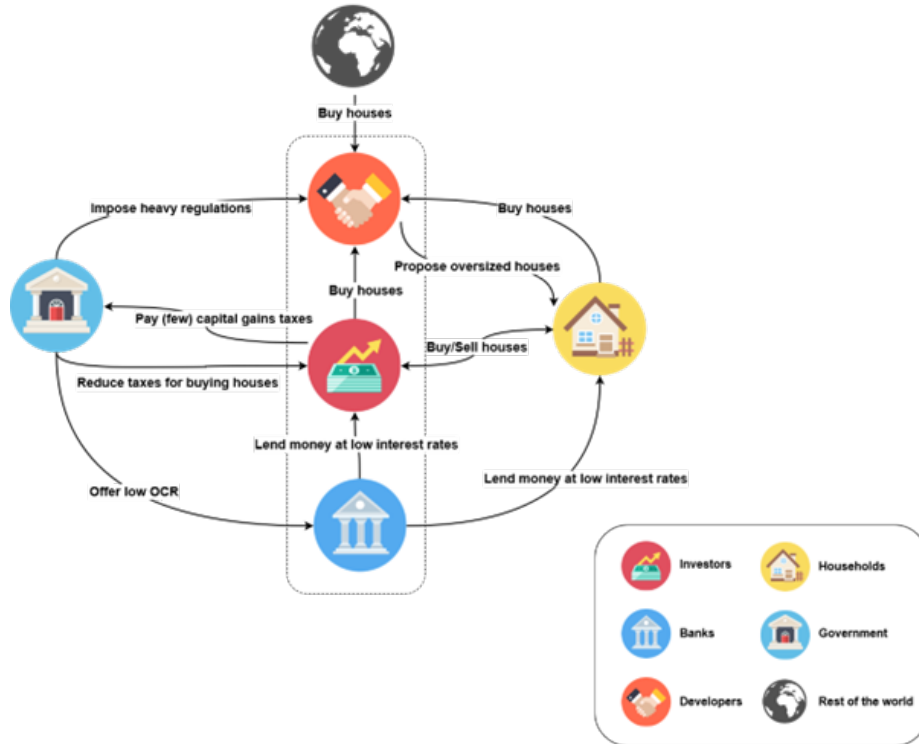 Buy houses
Impose heavy regulations
Buy houses
Propose oversized houses
Buy houses
Pay (few) capital gains taxes
Buy/Sell houses
Reduce taxes for buying houses
Lend money at low interest rates
Lend money at low interest rates
Offer low OCR
Investors
Households
Banks
Government
Developers
Rest of the world